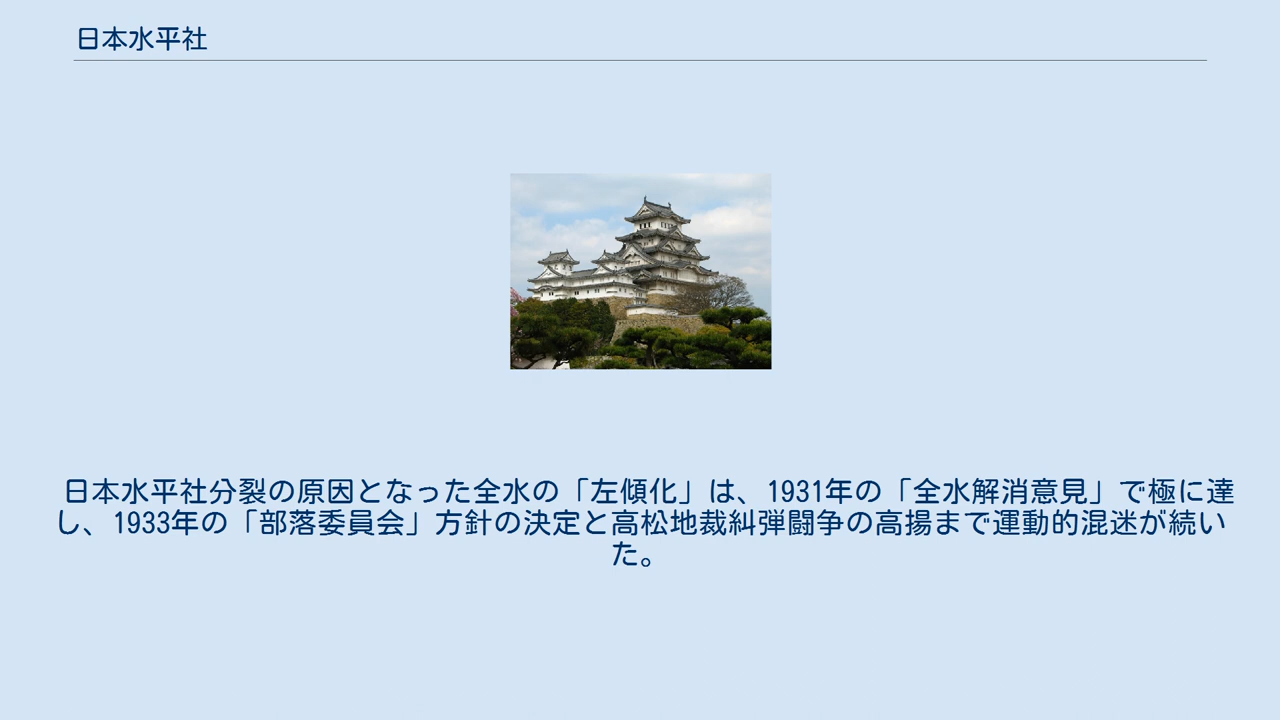 日本水平社
日本水平社分裂の原因となった全水の「左傾化」は、1931年の「全水解消意見」で極に達
し、1933年の「部落委員会」方針の決定と高松地裁糾弾闘争の高揚まで運動的混迷が続い
た。